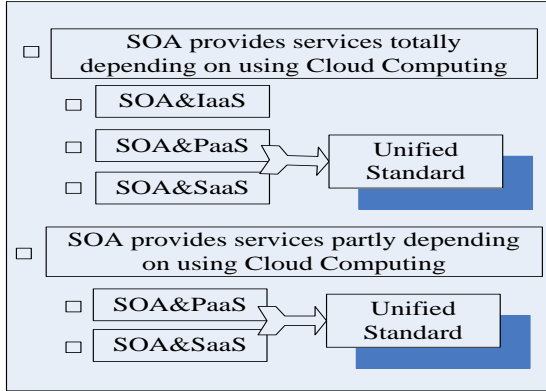 SOA provides services totally
depending on using Cloud Computing
SOA&IaaS
SOA&PaaS
SOA&SaaS
Unified
Standard
SOA provides services partly depending
on using Cloud Computing
SOA&PaaS
SOA&SaaS
Unified
Standard